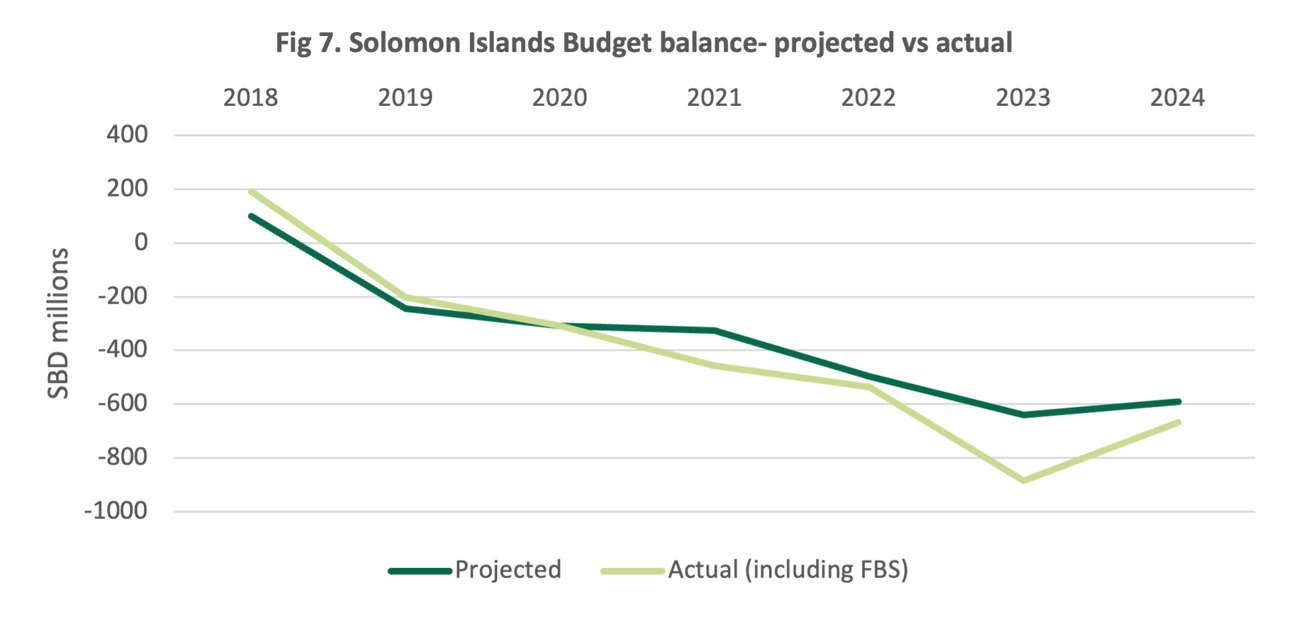 Fig 7. Solomon Islands Budget balance- projected vs actual
2018 2019 2020 2021 2022 2023 2024
400
200
0
-200
-400
-600
-800
-1000
SBD millions
Projected Actual (including FBS)